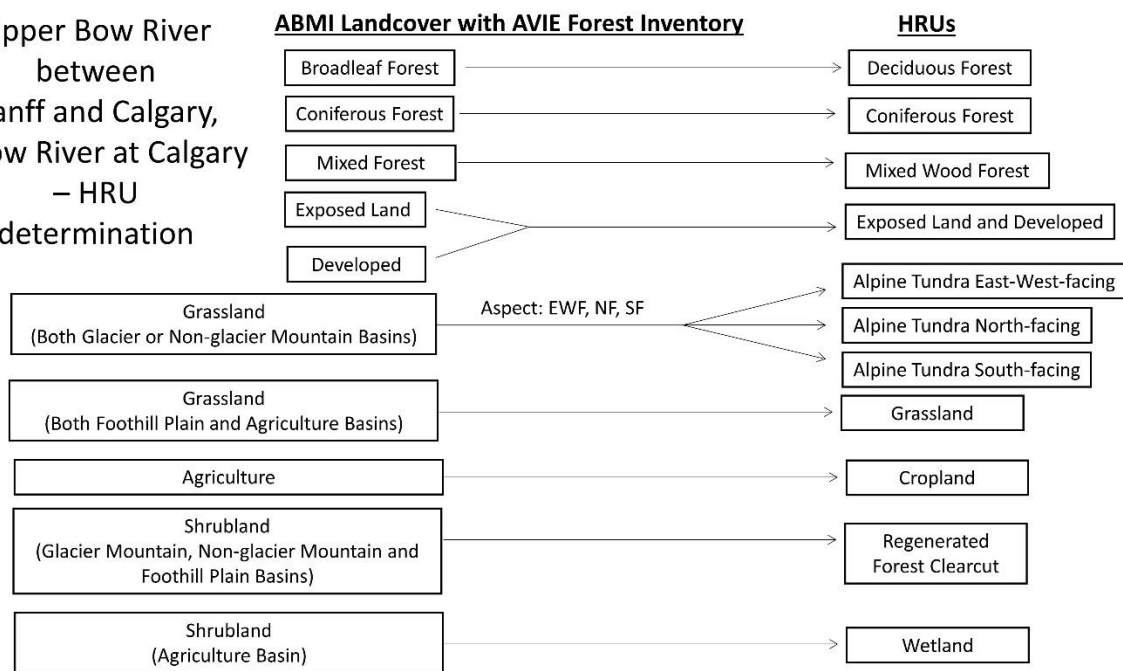 pper Bow River
between
anff and Calgary,
ow River at Calgary
– HRU
determination
ABMI Landcover with AVIE Forest Inventory
HRUs
Broadleaf Forest
Deciduous Forest
Coniferous Forest
Coniferous Forest
Mixed Forest
Mixed Wood Forest
Exposed Land
Developed
Exposed Land and Developed
Grassland
(Both Glacier or Non-glacier Mountain Basins)
Aspect: EWF, NF, SF
Alpine Tundra East-West-facing
Alpine Tundra North-facing
Alpine Tundra South-facing
Grassland
(Both Foothill Plain and Agriculture Basins)
Grassland
Agriculture
Cropland
Shrubland
(Glacier Mountain, Non-glacier Mountain and
Foothill Plain Basins)
Regenerated
Forest Clearcut
Shrubland
(Agriculture Basin)
Wetland